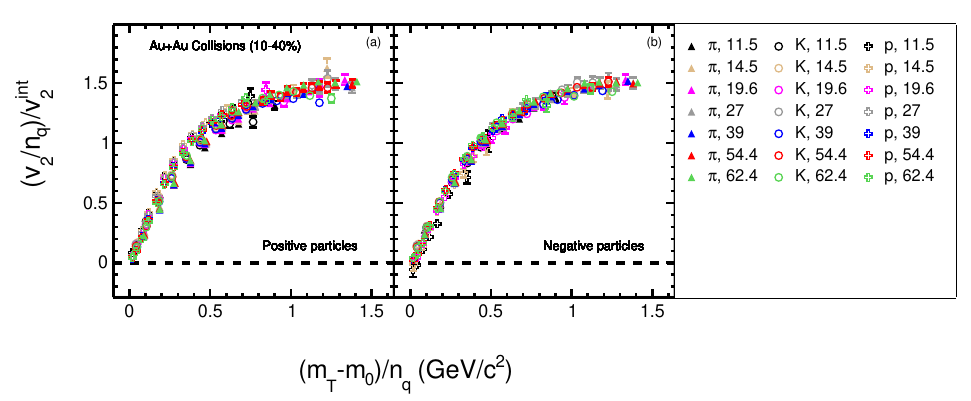 Au+Au Collisions (10-40%)
(a)
(b)
(v2/nq)/v2^int
1.5
1
0.5
0
Positive particles
Negative particles
0 0.5 1 1.5
0 0.5 1 1.5
(mT-m0)/nq (GeV/c²)
π, 11.5 K, 11.5 p, 11.5
π, 14.5 K, 14.5 p, 14.5
π, 19.6 K, 19.6 p, 19.6
π, 27 K, 27 p, 27
π, 39 K, 39 p, 39
π, 54.4 K, 54.4 p, 54.4
π, 62.4 K, 62.4 p, 62.4